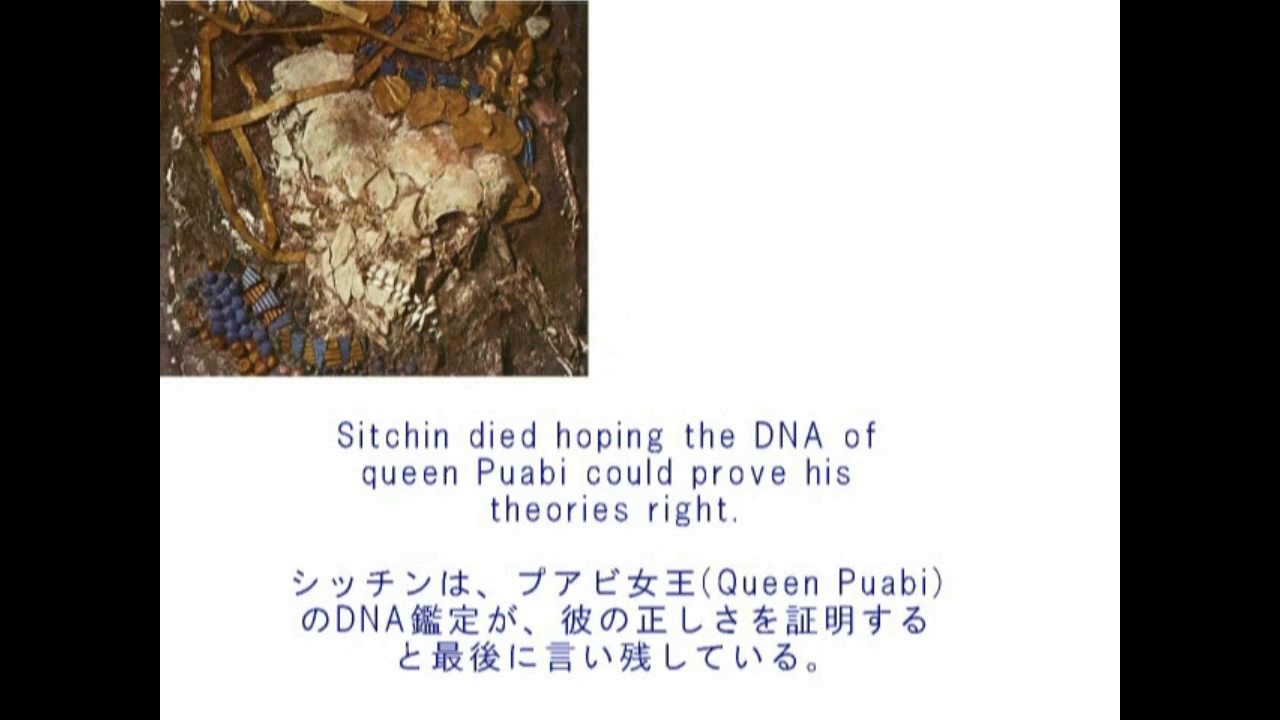 Sitchin died hoping the DNA of
queen Puabi could prove his
theories right.
シッチンは、プアビ女王(Queen Puabi)
のDNA鑑定が、彼の正しさを証明する
と最後に言い残している。